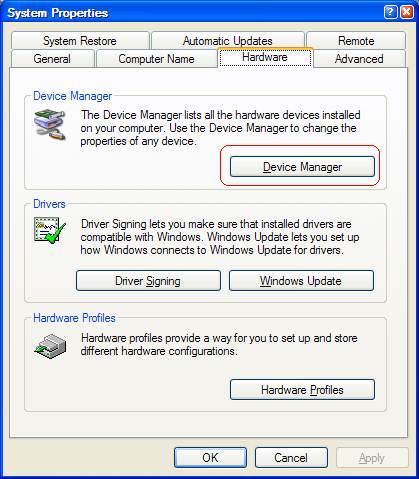 System Properties
System Restore
Automatic Updates
Remote
General
Computer Name
Hardware
Advanced
Device Manager
The Device Manager lists all the hardware devices installed
on your computer. Use the Device Manager to change the
properties of any device.
Device Manager
Drivers
Driver Signing lets you make sure that installed drivers are
compatible with Windows. Windows Update lets you set up
how Windows connects to Windows Update for drivers.
Driver Signing
Windows Update
Hardware Profiles
Hardware profiles provide a way for you to set up and store
different hardware configurations.
Hardware Profiles
OK
Cancel
Apply